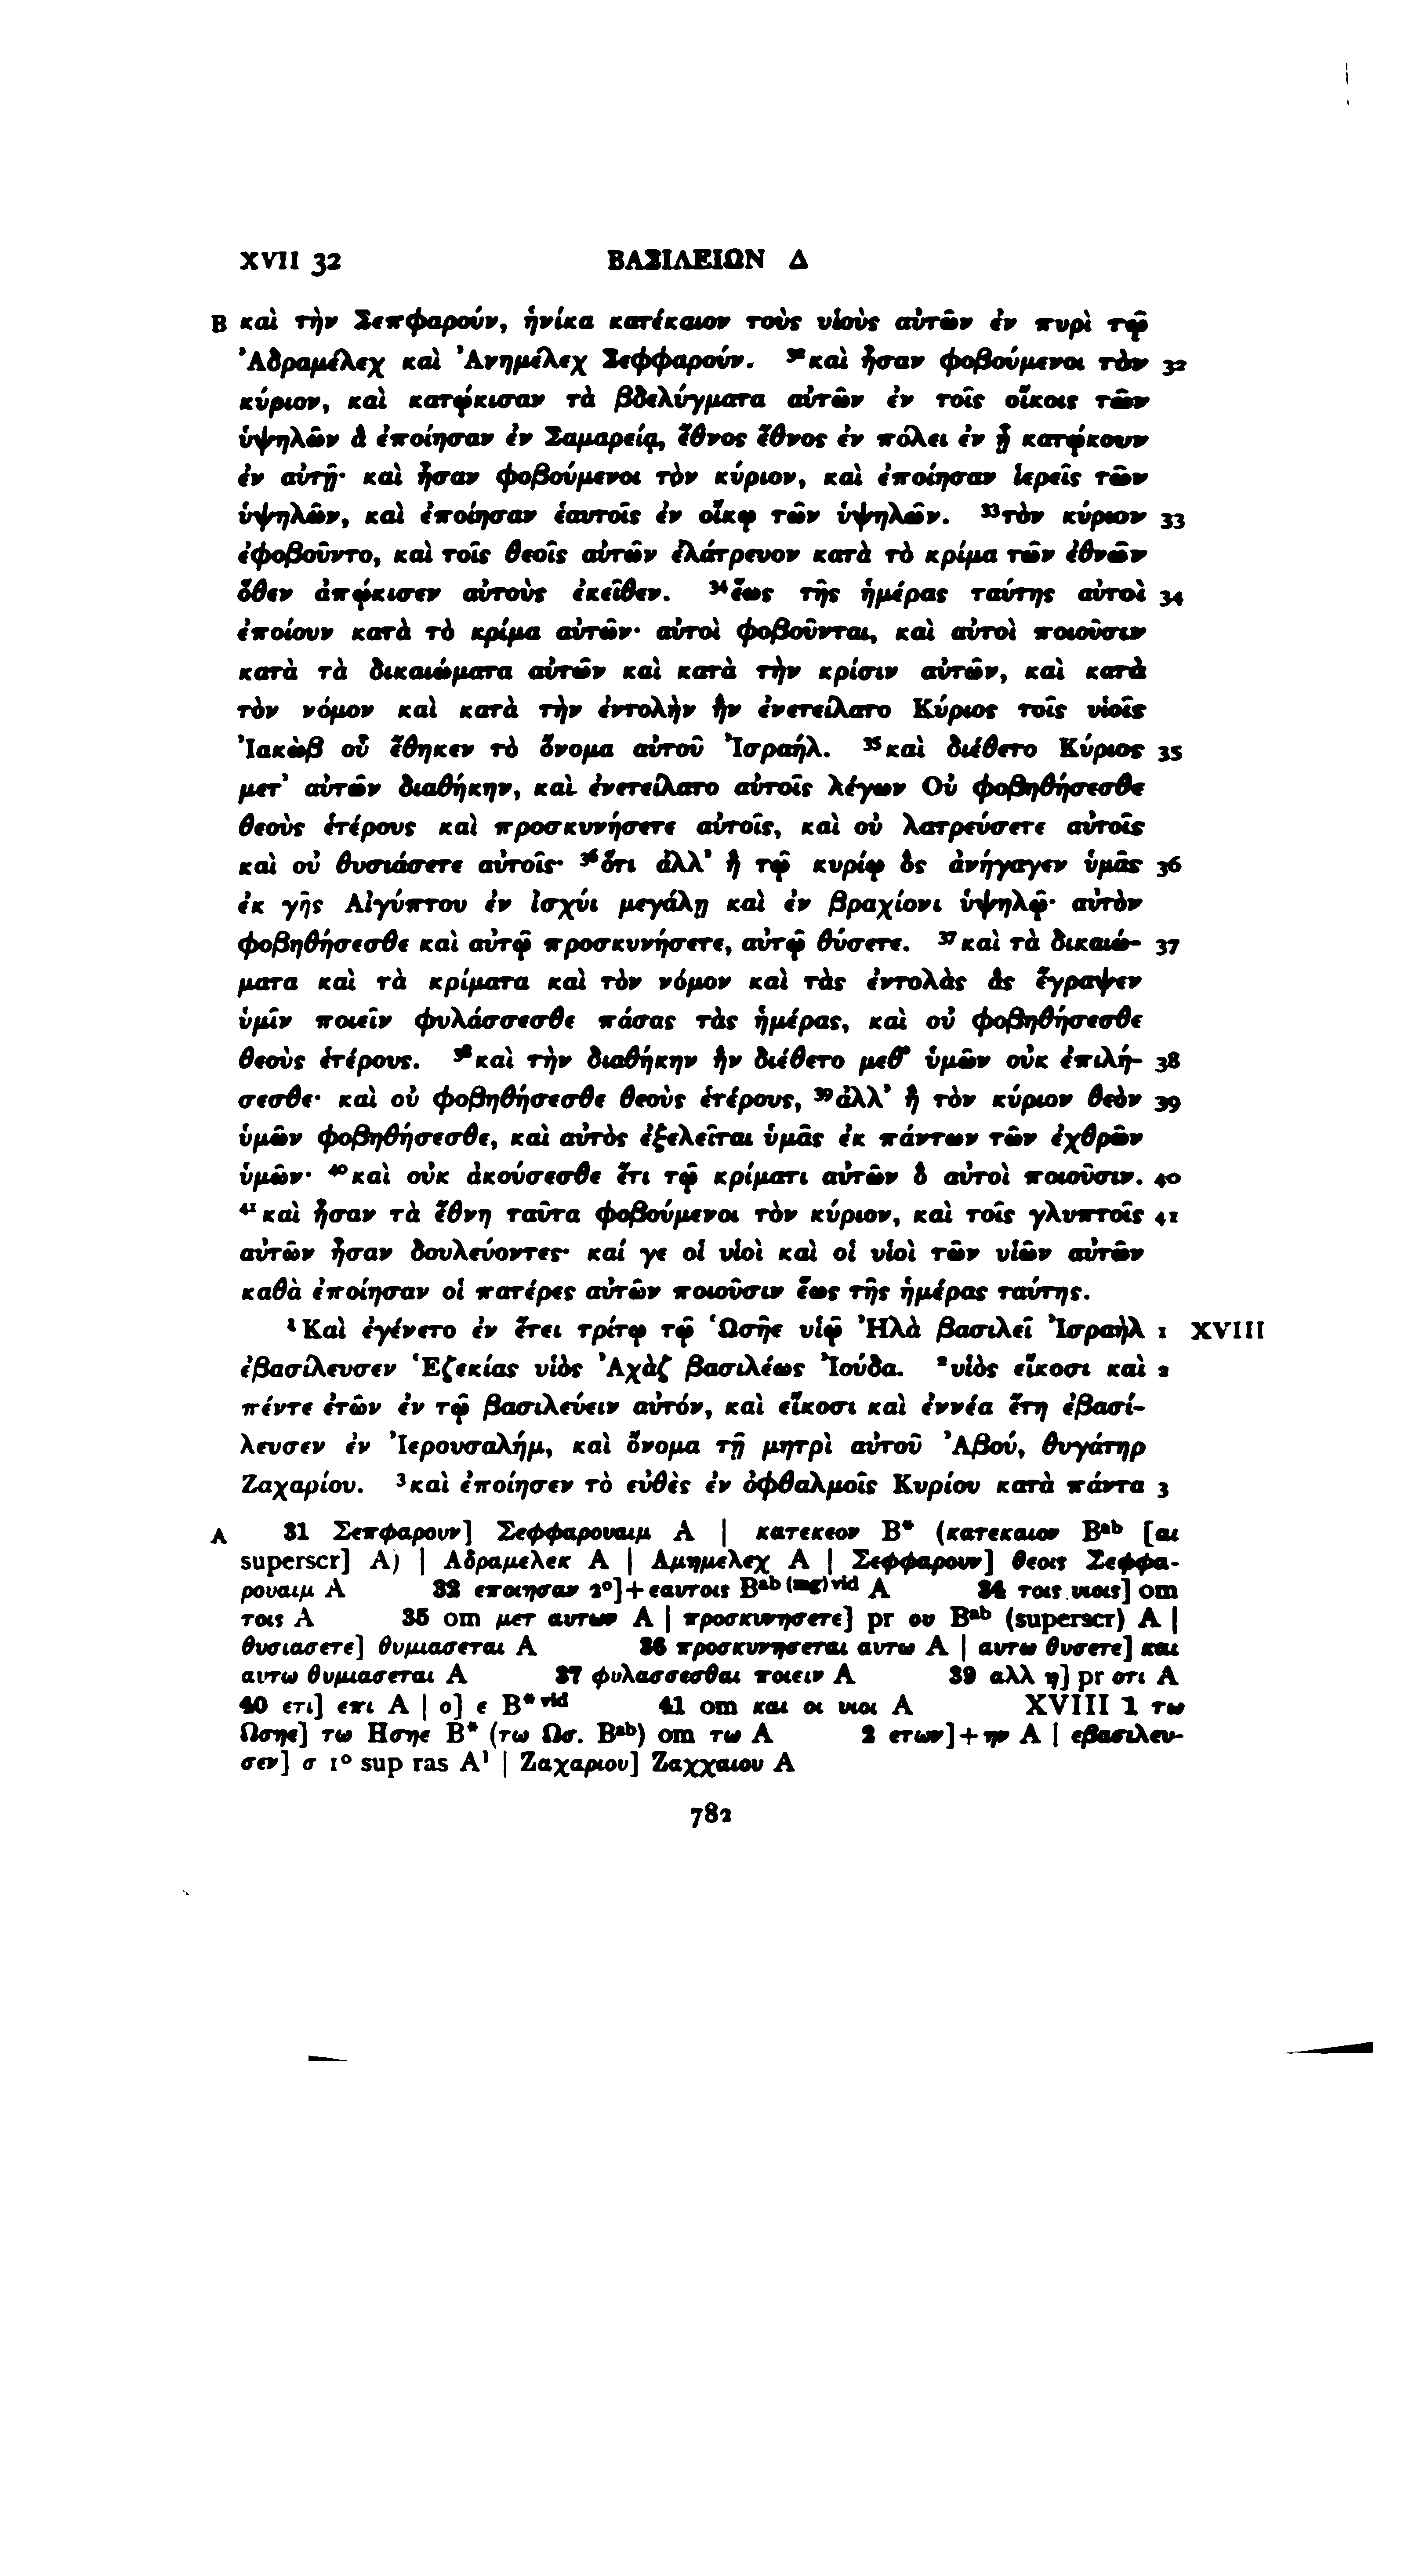 XVII 32 ΒΑΣΙΛΕΙΩΝ Δ
B καὶ τὴν Σεπφαρούν, ἡνίκα κατέκαιον τοὺς υἱοὺς αὐτῶν ἐν πυρὶ τῷ
Ἀδραμέλεχ καὶ Ἀνημέλεχ Σεφφαρούν. ³²καὶ ἦσαν φοβούμενοι τὸν 32
κύριον, καὶ κατῴκισαν τὰ βδελύγματα αὐτῶν ἐν τοῖς οἴκοις τῶν
ὑψηλῶν ἃ ἐποίησαν ἐν Σαμαρείᾳ, ἔθνος ἔθνος ἐν πόλει ἐν ᾗ κατῴκουν
ἐν αὐτῇ· καὶ ἦσαν φοβούμενοι τὸν κύριον, καὶ ἐποίησαν ἱερεῖς τῶν
ὑψηλῶν, καὶ ἐποίησαν ἑαυτοῖς ἐν οἴκῳ τῶν ὑψηλῶν. ³³τὸν κύριον 33
ἐφοβοῦντο, καὶ τοῖς θεοῖς αὐτῶν ἐλάτρευον κατὰ τὸ κρίμα τῶν ἐθνῶν
ὅθεν ἀπῴκισεν αὐτοὺς ἐκεῖθεν. ³⁴ἕως τῆς ἡμέρας ταύτης αὐτοὶ 34
ἐποίουν κατὰ τὸ κρίμα αὐτῶν· αὐτοὶ φοβοῦνται, καὶ αὐτοὶ ποιοῦσιν
κατὰ τὰ δικαιώματα αὐτῶν καὶ κατὰ τὴν κρίσιν αὐτῶν, καὶ κατὰ
τὸν νόμον καὶ κατὰ τὴν ἐντολὴν ἣν ἐνετείλατο Κύριος τοῖς υἱοῖς
Ἰακὼβ οὗ ἔθηκεν τὸ ὄνομα αὐτοῦ Ἰσραήλ. ³⁵καὶ διέθετο Κύριος 35
μετ᾽ αὐτῶν διαθήκην, καὶ ἐνετείλατο αὐτοῖς λέγων Οὐ φοβηθήσεσθε
θεοὺς ἑτέρους καὶ προσκυνήσετε αὐτοῖς, καὶ οὐ λατρεύσετε αὐτοῖς
καὶ οὐ θυσιάσετε αὐτοῖς· ³⁶ὅτι ἀλλ᾽ ἢ τῷ κυρίῳ ὃς ἀνήγαγεν ὑμᾶς 36
ἐκ γῆς Αἰγύπτου ἐν ἰσχύι μεγάλῃ καὶ ἐν βραχίονι ὑψηλῷ· αὐτὸν
φοβηθήσεσθε καὶ αὐτῷ προσκυνήσετε, αὐτῷ θύσετε. ³⁷καὶ τὰ δικαιώ- 37
ματα καὶ τὰ κρίματα καὶ τὸν νόμον καὶ τὰς ἐντολὰς ἃς ἔγραψεν
ὑμῖν ποιεῖν φυλάσσεσθε πάσας τὰς ἡμέρας, καὶ οὐ φοβηθήσεσθε
θεοὺς ἑτέρους. ³⁸καὶ τὴν διαθήκην ἣν διέθετο μεθ᾽ ὑμῶν οὐκ ἐπιλή- 38
σεσθε· καὶ οὐ φοβηθήσεσθε θεοὺς ἑτέρους, ³⁹ἀλλ᾽ ἢ τὸν κύριον θεὸν 39
ὑμῶν φοβηθήσεσθε, καὶ αὐτὸς ἐξελεῖται ὑμᾶς ἐκ πάντων τῶν ἐχθρῶν
ὑμῶν· ⁴⁰καὶ οὐκ ἀκούσεσθε ἔτι τῷ κρίματι αὐτῶν ὃ αὐτοὶ ποιοῦσιν. 40
⁴¹καὶ ἦσαν τὰ ἔθνη ταῦτα φοβούμενοι τὸν κύριον, καὶ τοῖς γλυπτοῖς 41
αὐτῶν ἦσαν δουλεύοντες· καί γε οἱ υἱοὶ καὶ οἱ υἱοὶ τῶν υἱῶν αὐτῶν
καθὰ ἐποίησαν οἱ πατέρες αὐτῶν ποιοῦσιν ἕως τῆς ἡμέρας ταύτης.
¹Καὶ ἐγένετο ἐν ἔτει τρίτῳ τῷ Ὡσῆε υἱῷ Ἠλὰ βασιλεῖ Ἰσραὴλ 1 XVIII
ἐβασίλευσεν Ἑζεκίας υἱὸς Ἀχὰζ βασιλέως Ἰούδα. ²υἱὸς εἴκοσι καὶ 2
πέντε ἐτῶν ἐν τῷ βασιλεύειν αὐτόν, καὶ εἴκοσι καὶ ἐννέα ἔτη ἐβασί-
λευσεν ἐν Ἰερουσαλήμ, καὶ ὄνομα τῇ μητρὶ αὐτοῦ Ἀβού, θυγάτηρ
Ζαχαρίου. ³καὶ ἐποίησεν τὸ εὐθὲς ἐν ὀφθαλμοῖς Κυρίου κατὰ πάντα 3
A 31 Σεπφαρουν] Σεφφαρουαιμ A | κατεκεον B* (κατεκαιον Bᵃᵇ [αι
superscr] A) | Αδραμελεκ A | Αμημελεχ A | Σεφφαρουν] θεοις Σεφφα-
ρουαιμ A 32 εποιησαν 2°]+εαυτοις Bᵃᵇ⁽ᵐᵍ⁾ᵛⁱᵈ A 34 τοις υιοις] om
τοις A 35 om μετ αυτων A | προσκυνησετε] pr ου Bᵃᵇ (superscr) A |
θυσιασετε] θυμιασεται A 36 προσκυνησεται αυτω A | αυτω θυσετε] και
αυτω θυμιασεται A 37 φυλασσεσθαι ποιειν A 39 αλλ η] pr οτι A
40 ετι] επι A | ο] ε B*ᵛⁱᵈ 41 om και οι υιοι A XVIII 1 τω
Ωσηε] τω Ησηε B* (τω Ωσ. Bᵃᵇ) om τω A 2 ετων]+ην A | εβασιλευ-
σεν] σ 1° sup ras A¹ | Ζαχαριου] Ζαχχαιου A
782